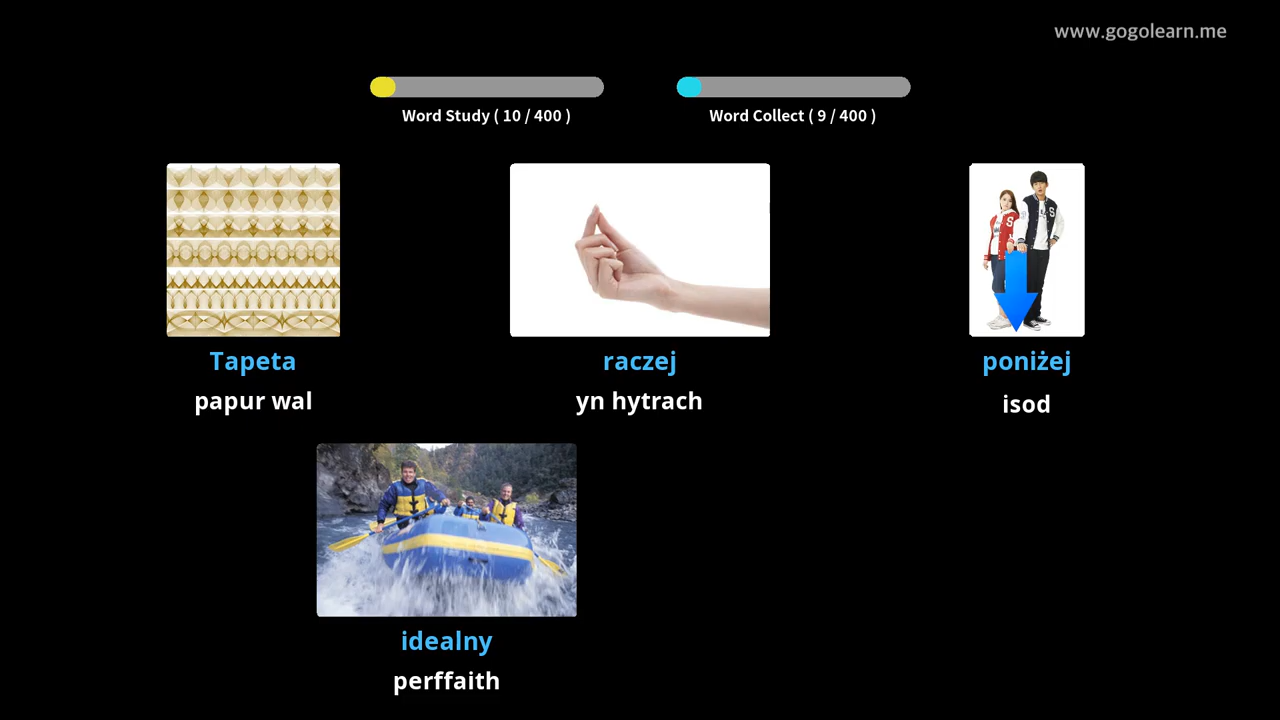 www.gogolearn.me
Word Study ( 10 / 400 )
Word Collect ( 9 / 400 )
Tapeta
papur wal
raczej
yn hytrach
poniżej
isod
idealny
perffaith